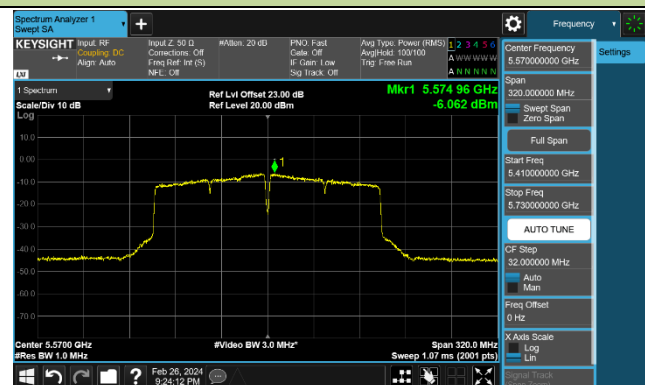 Spectrum Analyzer 1
Swept SA
Frequency
KEYSIGHT
Input: RF
Coupling: DC
Align: Auto
Input Z: 50 Ω
Corrections: Off
Freq Ref: Int (S)
NFE: Off
#Atten: 20 dB
PNO: Fast
Gate: Off
IF Gain: Low
Sig Track: Off
Avg Type: Power (RMS)
Avg|Hold: 100/100
Trig: Free Run
1 2 3 4 5 6
A W W W W W
A N N N N N
LXI
1 Spectrum
Scale/Div 10 dB
Log
Ref Lvl Offset 23.00 dB
Ref Level 20.00 dBm
Mkr1 5.574 96 GHz
-6.062 dBm
1
10.0
0.00
-10.0
-20.0
-30.0
-40.0
-50.0
-60.0
-70.0
Center 5.5700 GHz
#Res BW 1.0 MHz
#Video BW 3.0 MHz*
Span 320.0 MHz
Sweep 1.07 ms (2001 pts)
Feb 26, 2024
9:24:12 PM
Center Frequency
5.570000000 GHz
Settings
Span
320.000000 MHz
Swept Span
Zero Span
Full Span
Start Freq
5.410000000 GHz
Stop Freq
5.730000000 GHz
AUTO TUNE
CF Step
32.000000 MHz
Auto
Man
Freq Offset
0 Hz
X Axis Scale
Log
Lin
Signal Track